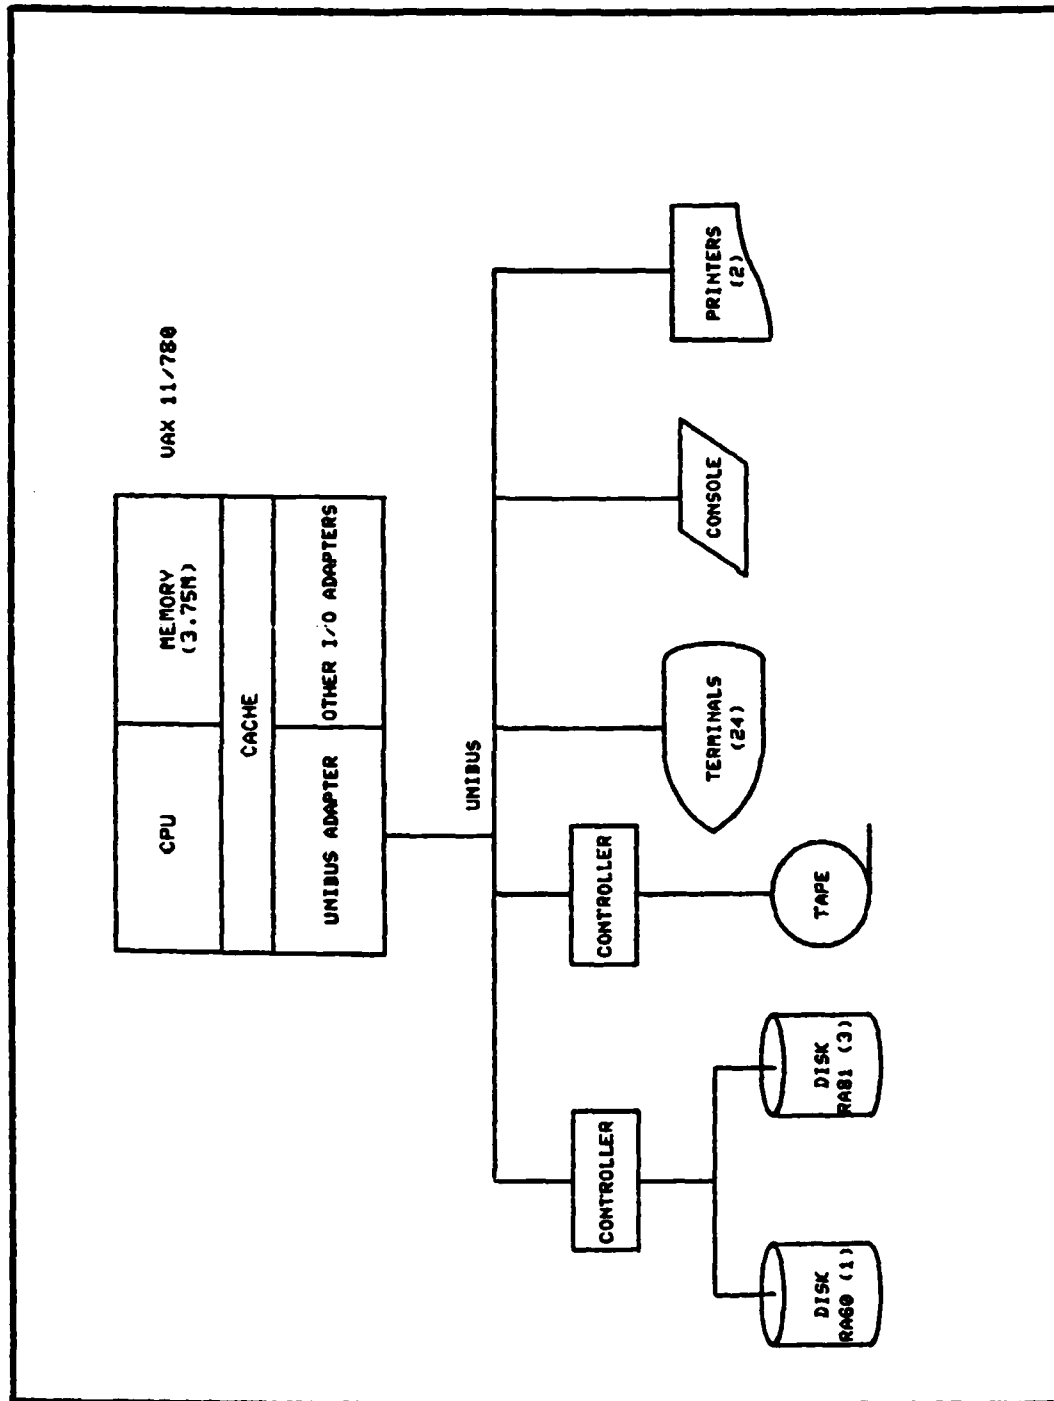 VAX 11/780
CPU
MEMORY
(3.75M)
CACHE
UNIBUS ADAPTER
OTHER I/O ADAPTERS
UNIBUS
CONTROLLER
CONTROLLER
TERMINALS
(24)
CONSOLE
PRINTERS
(2)
DISK
RA60 (1)
DISK
RA81 (3)
TAPE